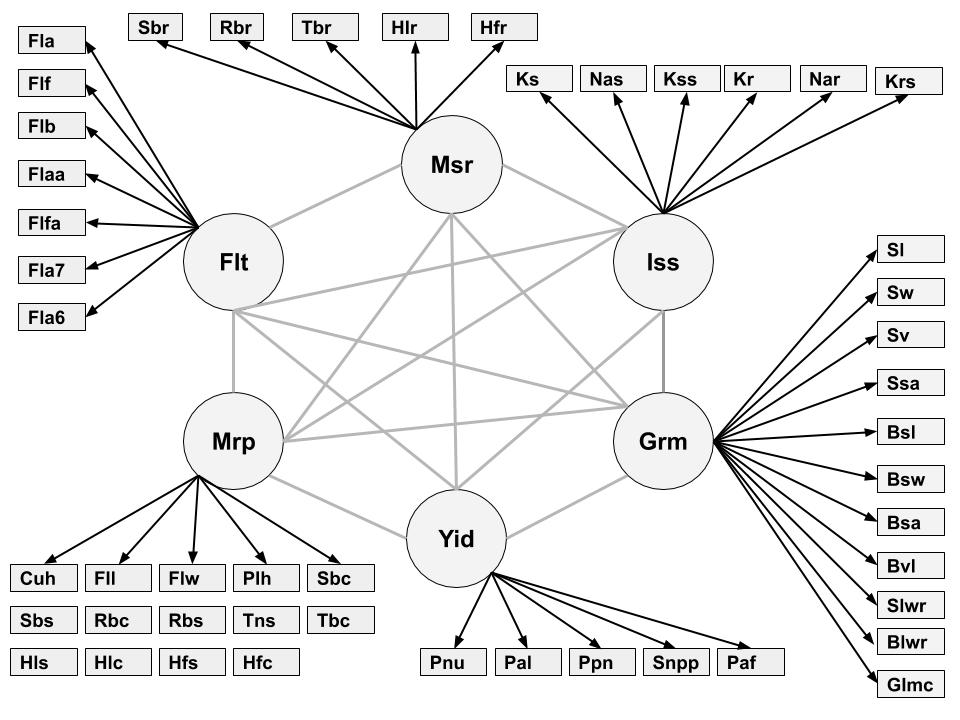 Fla
Flf
Flb
Flaa
Flfa
Fla7
Fla6
Sbr
Rbr
Tbr
Hlr
Hfr
Ks
Nas
Kss
Kr
Nar
Krs
Msr
Flt
Iss
Mrp
Grm
Yid
Sl
Sw
Sv
Ssa
Bsl
Bsw
Bsa
Bvl
Slwr
Blwr
Glmc
Cuh Fll Flw Plh Sbc
Sbs Rbc Rbs Tns Tbc
Hls Hlc Hfs Hfc
Pnu Pal Ppn Snpp Paf